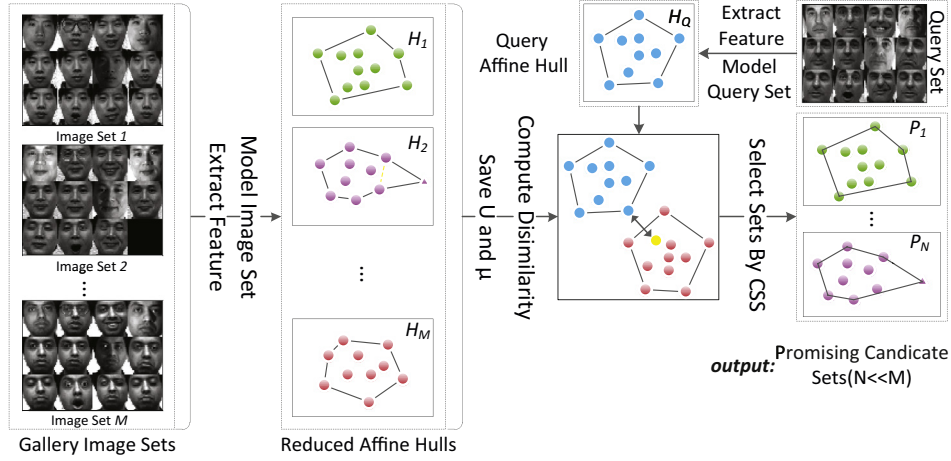 Image Set 1
Image Set 2
...
Image Set M
Gallery Image Sets
Extract Feature
Model Image Set
H1
H2
...
HM
Reduced Affine Hulls
Save U and μ
Compute Disimilarity
Query
Affine Hull
HQ
Extract
Feature
Model
Query Set
Query Set
Select Sets By CSS
P1
...
PN
output: Promising Candicate
Sets(N<<M)